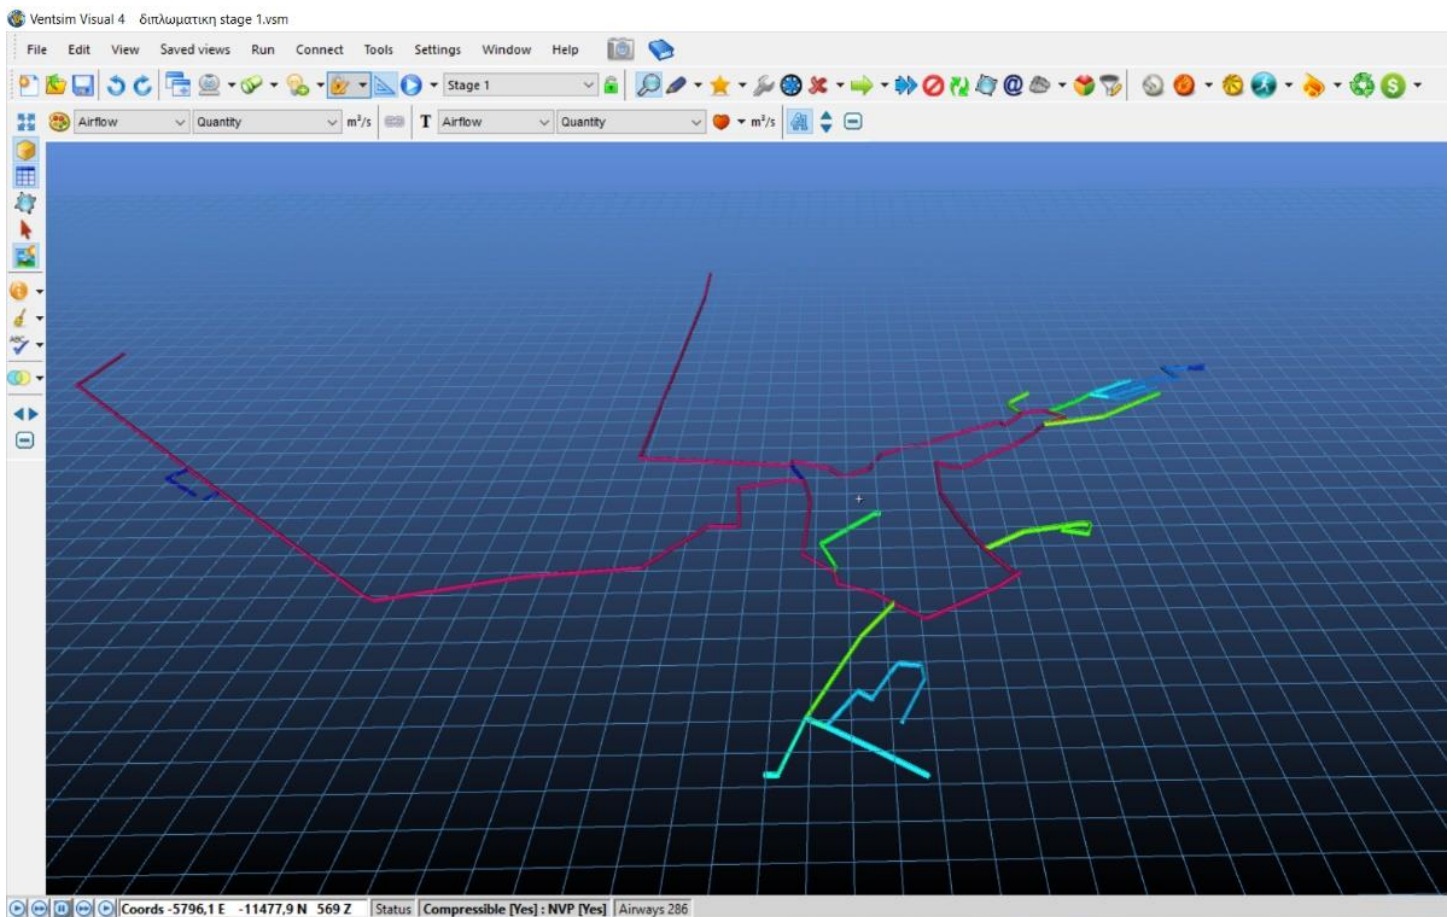 Ventsim Visual 4 διπλωματικη stage 1.vsm
File Edit View Saved views Run Connect Tools Settings Window Help
Stage 1
Airflow Quantity m³/s T Airflow Quantity m³/s
Coords -5796,1 E -11477,9 N 569 Z Status Compressible [Yes] : NVP [Yes] Airways 286